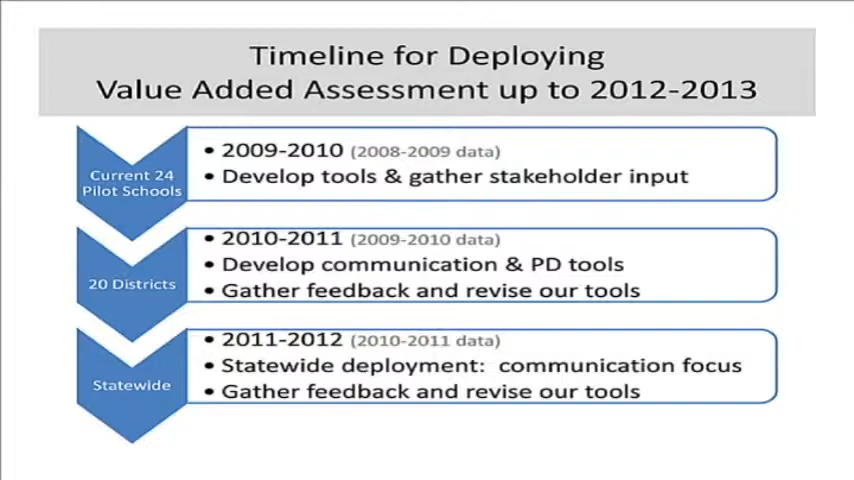 Timeline for Deploying
Value Added Assessment up to 2012-2013
Current 24
Pilot Schools
• 2009-2010 (2008-2009 data)
• Develop tools & gather stakeholder input
20 Districts
• 2010-2011 (2009-2010 data)
• Develop communication & PD tools
• Gather feedback and revise our tools
Statewide
• 2011-2012 (2010-2011 data)
• Statewide deployment: communication focus
• Gather feedback and revise our tools